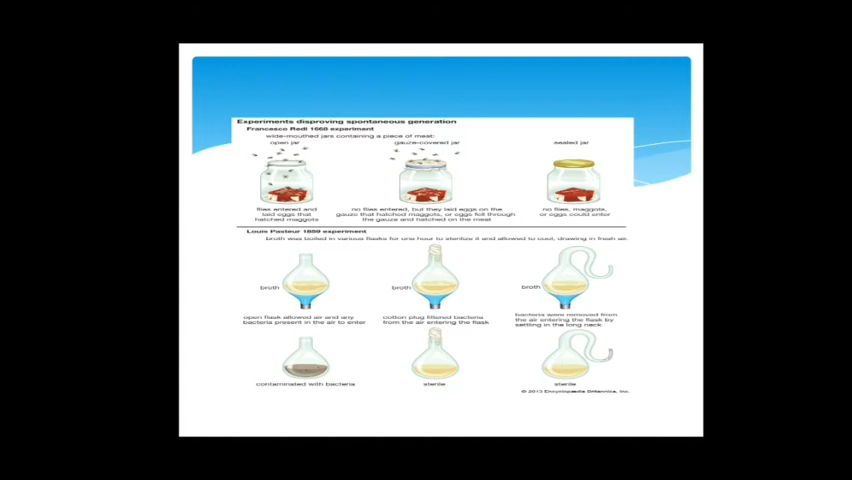 Experiments disproving spontaneous generation
Francesco Redi 1668 experiment
wide-mouthed jars containing a piece of meat:
open jar
gauze-covered jar
sealed jar
flies entered and
laid eggs that
hatched maggots
no flies entered, but they laid eggs on the
gauze that hatched maggots, or eggs fell through
the gauze and hatched on the meat
no flies, maggots,
or eggs could enter
Louis Pasteur 1859 experiment
broth was boiled in various flasks for one hour to sterilize it and allowed to cool, drawing in fresh air.
broth
broth
broth
open flask allowed air and any
bacteria present in the air to enter
cotton plug filtered bacteria
from the air entering the flask
bacteria were removed from
the air entering the flask by
settling in the long neck
contaminated with bacteria
sterile
sterile
© 2013 Encyclopædia Britannica, Inc.